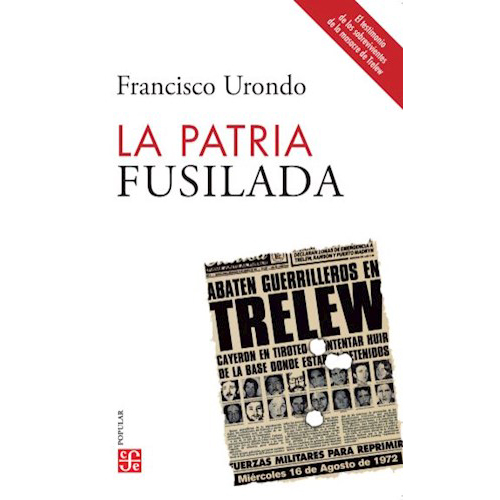 El testimonio
de los sobrevivientes
de la masacre de Trelew
Francisco Urondo
LA PATRIA
FUSILADA
DECLARAN ZONAS DE EMERGENCIA A
TRELEW, RAWSON Y PUERTO MADRYN
ABATEN GUERRILLEROS EN
TRELEW
CAYERON EN TIROTEO INTENTAR HUIR
DE LA BASE DONDE ESTA TENIDOS
FUERZAS MILITARES PARA REPRIMIR
Miércoles 16 de Agosto de 1972
POPULAR
fce